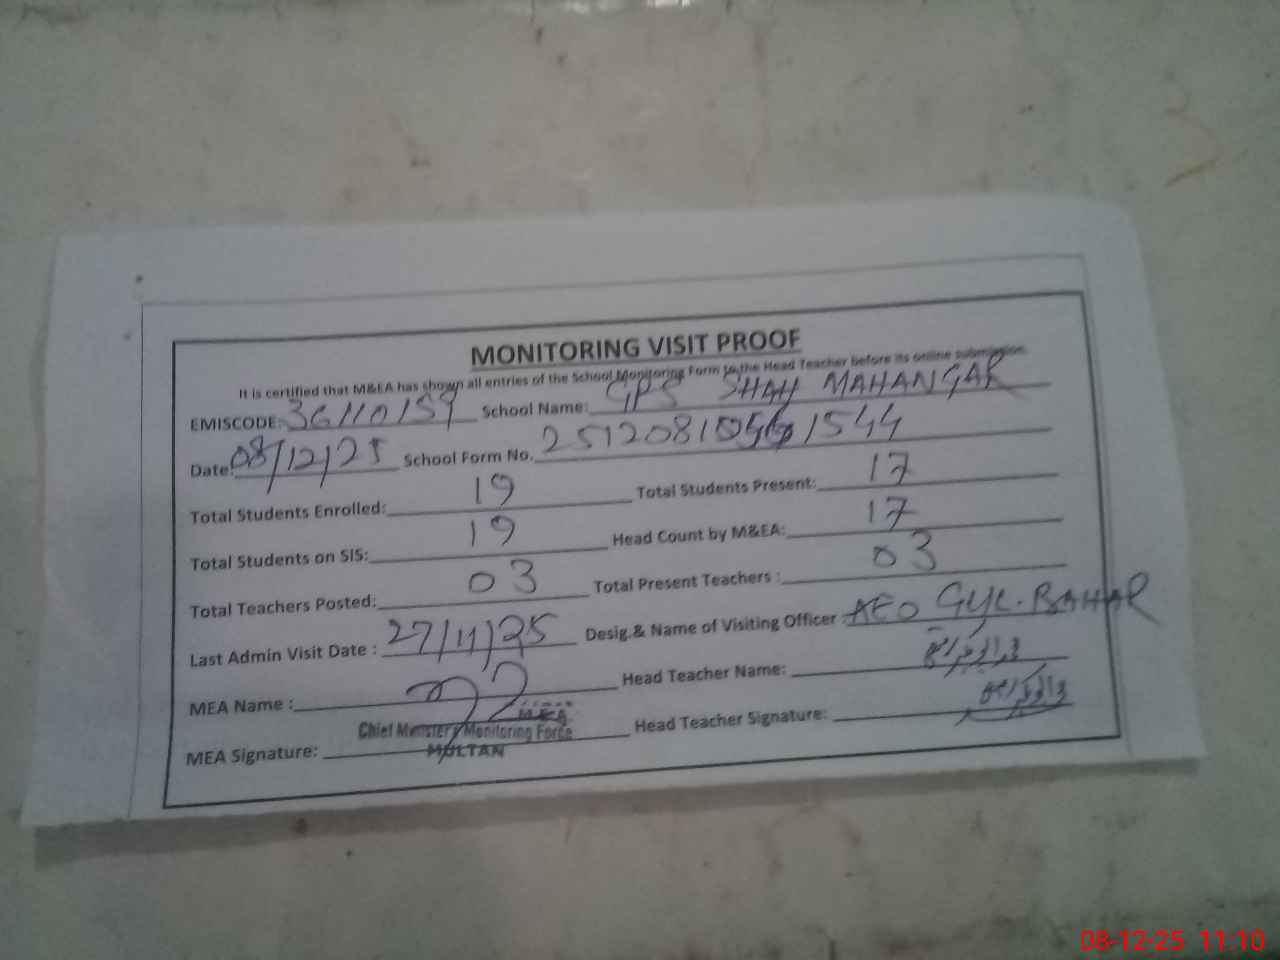 MONITORING VISIT PROOF
It is certified that M&EA has shown all entries of the School Monitoring Form to the Head Teacher before its online submission.
EMISCODE: 36110159 School Name: GPS SHAH MAHANGAR
Date: 08/12/25 School Form No. 1544
Total Students Enrolled: 19 Total Students Present: 17
Total Students on SIS: 19 Head Count by M&EA: 17
Total Teachers Posted: 03 Total Present Teachers : 03
Last Admin Visit Date : 27/11/25 Desig.& Name of Visiting Officer : AEO GUL-BAHAR
MEA Name : Head Teacher Name:
MEA
Chief Minister's Monitoring Force
MEA Signature: MULTAN Head Teacher Signature:
08-12-25 11:10